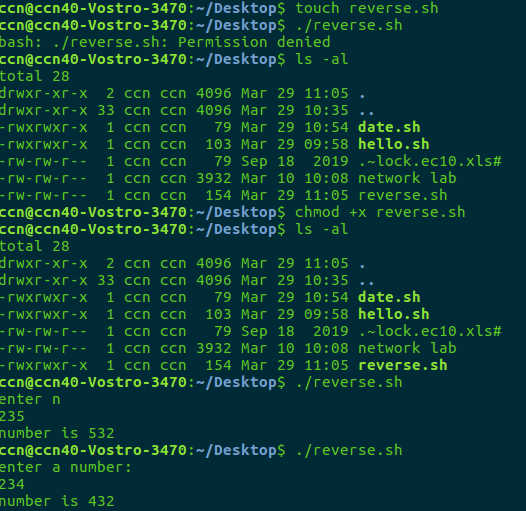 ccn@ccn40-Vostro-3470:~/Desktop$ touch reverse.sh
ccn@ccn40-Vostro-3470:~/Desktop$ ./reverse.sh
bash: ./reverse.sh: Permission denied
ccn@ccn40-Vostro-3470:~/Desktop$ ls -al
total 28
drwxr-xr-x  2 ccn ccn 4096 Mar 29 11:05 .
drwxr-xr-x 33 ccn ccn 4096 Mar 29 10:35 ..
-rwxrwxr-x  1 ccn ccn   79 Mar 29 10:54 date.sh
-rwxrwxr-x  1 ccn ccn  103 Mar 29 09:58 hello.sh
-rw-rw-r--  1 ccn ccn   79 Sep 18  2019 .~lock.ec10.xls#
-rw-rw-r--  1 ccn ccn 3932 Mar 10 10:08 network lab
-rw-rw-r--  1 ccn ccn  154 Mar 29 11:05 reverse.sh
ccn@ccn40-Vostro-3470:~/Desktop$ chmod +x reverse.sh
ccn@ccn40-Vostro-3470:~/Desktop$ ls -al
total 28
drwxr-xr-x  2 ccn ccn 4096 Mar 29 11:05 .
drwxr-xr-x 33 ccn ccn 4096 Mar 29 10:35 ..
-rwxrwxr-x  1 ccn ccn   79 Mar 29 10:54 date.sh
-rwxrwxr-x  1 ccn ccn  103 Mar 29 09:58 hello.sh
-rw-rw-r--  1 ccn ccn   79 Sep 18  2019 .~lock.ec10.xls#
-rw-rw-r--  1 ccn ccn 3932 Mar 10 10:08 network lab
-rwxrwxr-x  1 ccn ccn  154 Mar 29 11:05 reverse.sh
ccn@ccn40-Vostro-3470:~/Desktop$ ./reverse.sh
enter n
235
number is 532
ccn@ccn40-Vostro-3470:~/Desktop$ ./reverse.sh
enter a number:
234
number is 432